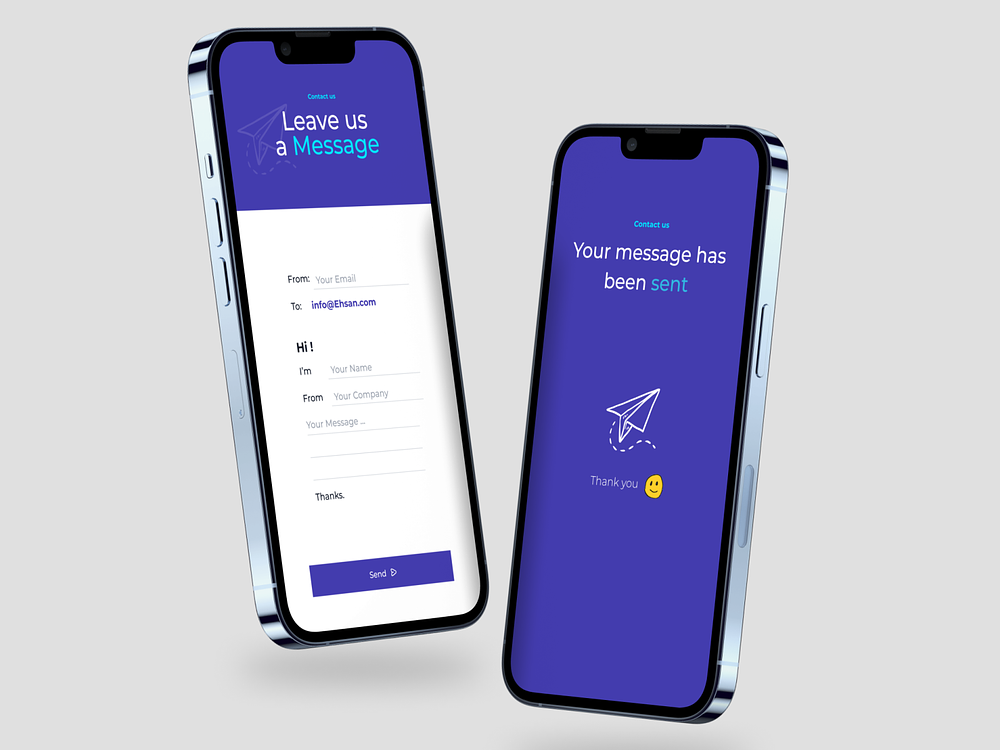 Contact us
Leave us
a Message
From: Your Email
To: info@Ehsan.com
Hi !
I'm Your Name
From Your Company
Your Message ...
Thanks.
Send
Contact us
Your message has
been sent
Thank you